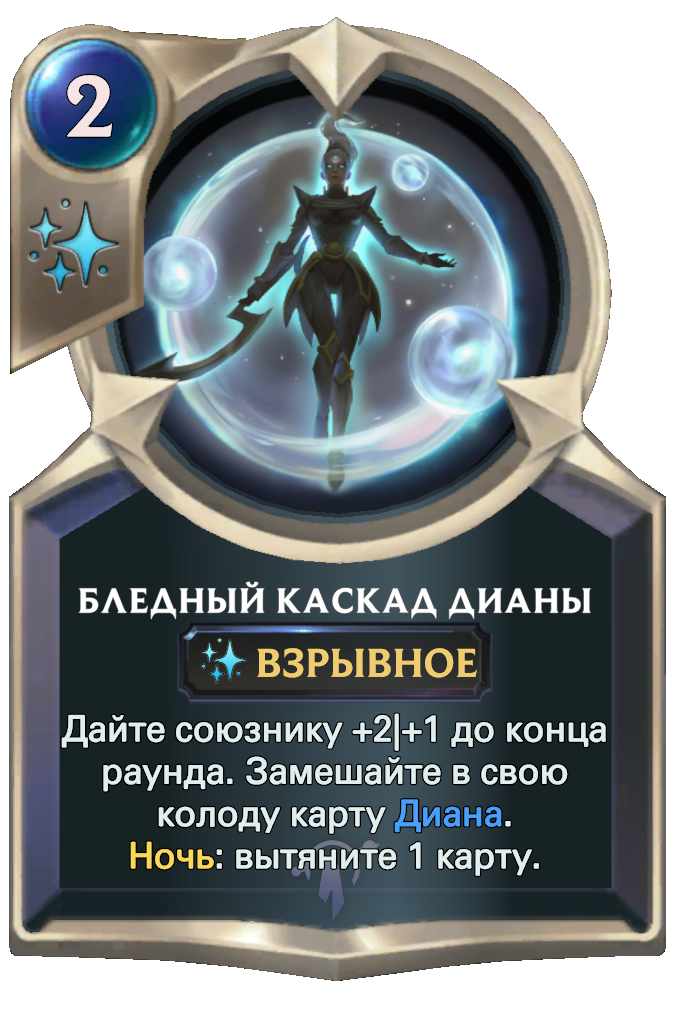 2
БЛЕДНЫЙ КАСКАД ДИАНЫ
ВЗРЫВНОЕ
Дайте союзнику +2|+1 до конца
раунда. Замешайте в свою
колоду карту Диана.
Ночь: вытяните 1 карту.